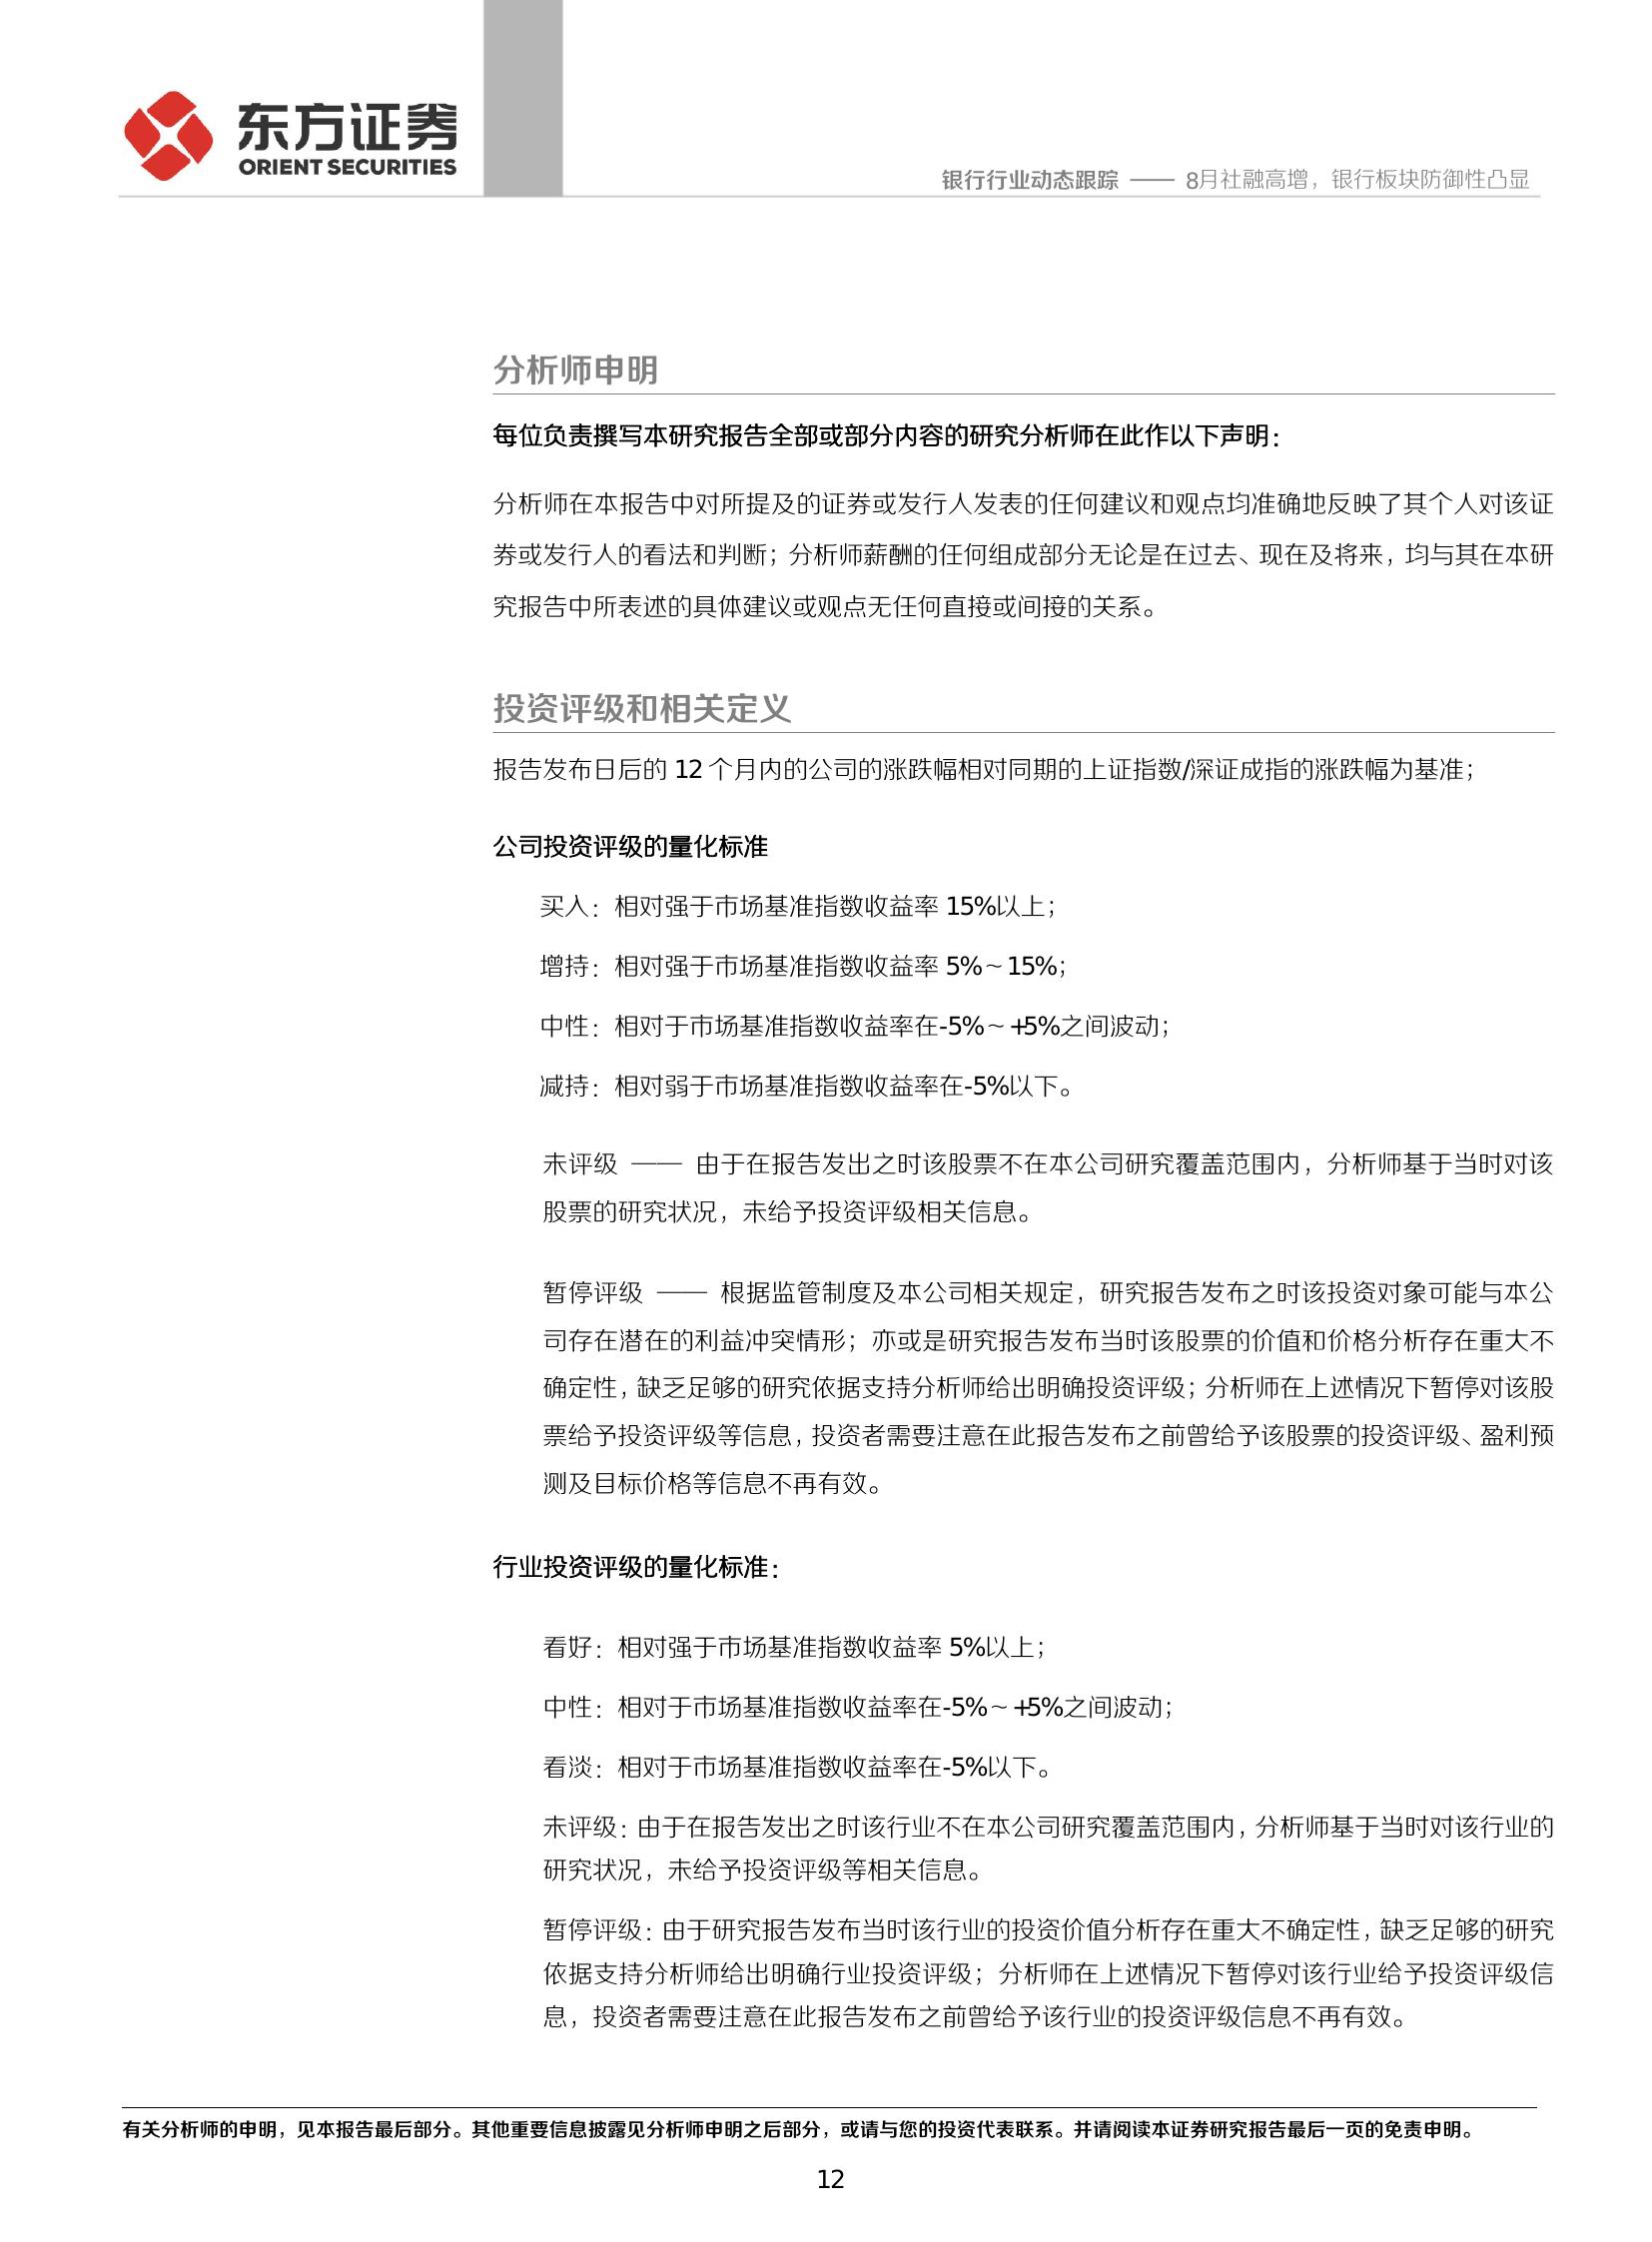 东方证券
ORIENT SECURITIES
银行行业动态跟踪 —— 8月社融高增，银行板块防御性凸显
分析师申明
每位负责撰写本研究报告全部或部分内容的研究分析师在此作以下声明：
分析师在本报告中对所提及的证券或发行人发表的任何建议和观点均准确地反映了其个人对该证
券或发行人的看法和判断；分析师薪酬的任何组成部分无论是在过去、现在及将来，均与其在本研
究报告中所表述的具体建议或观点无任何直接或间接的关系。
投资评级和相关定义
报告发布日后的 12 个月内的公司的涨跌幅相对同期的上证指数/深证成指的涨跌幅为基准；
公司投资评级的量化标准
买入：相对强于市场基准指数收益率 15%以上；
增持：相对强于市场基准指数收益率 5%～15%；
中性：相对于市场基准指数收益率在-5%～+5%之间波动；
减持：相对弱于市场基准指数收益率在-5%以下。
未评级 —— 由于在报告发出之时该股票不在本公司研究覆盖范围内，分析师基于当时对该
股票的研究状况，未给予投资评级相关信息。
暂停评级 —— 根据监管制度及本公司相关规定，研究报告发布之时该投资对象可能与本公
司存在潜在的利益冲突情形；亦或是研究报告发布当时该股票的价值和价格分析存在重大不
确定性，缺乏足够的研究依据支持分析师给出明确投资评级；分析师在上述情况下暂停对该股
票给予投资评级等信息，投资者需要注意在此报告发布之前曾给予该股票的投资评级、盈利预
测及目标价格等信息不再有效。
行业投资评级的量化标准：
看好：相对强于市场基准指数收益率 5%以上；
中性：相对于市场基准指数收益率在-5%～+5%之间波动；
看淡：相对于市场基准指数收益率在-5%以下。
未评级：由于在报告发出之时该行业不在本公司研究覆盖范围内，分析师基于当时对该行业的
研究状况，未给予投资评级等相关信息。
暂停评级：由于研究报告发布当时该行业的投资价值分析存在重大不确定性，缺乏足够的研究
依据支持分析师给出明确行业投资评级；分析师在上述情况下暂停对该行业给予投资评级信
息，投资者需要注意在此报告发布之前曾给予该行业的投资评级信息不再有效。
有关分析师的申明，见本报告最后部分。其他重要信息披露见分析师申明之后部分，或请与您的投资代表联系。并请阅读本证券研究报告最后一页的免责申明。
12